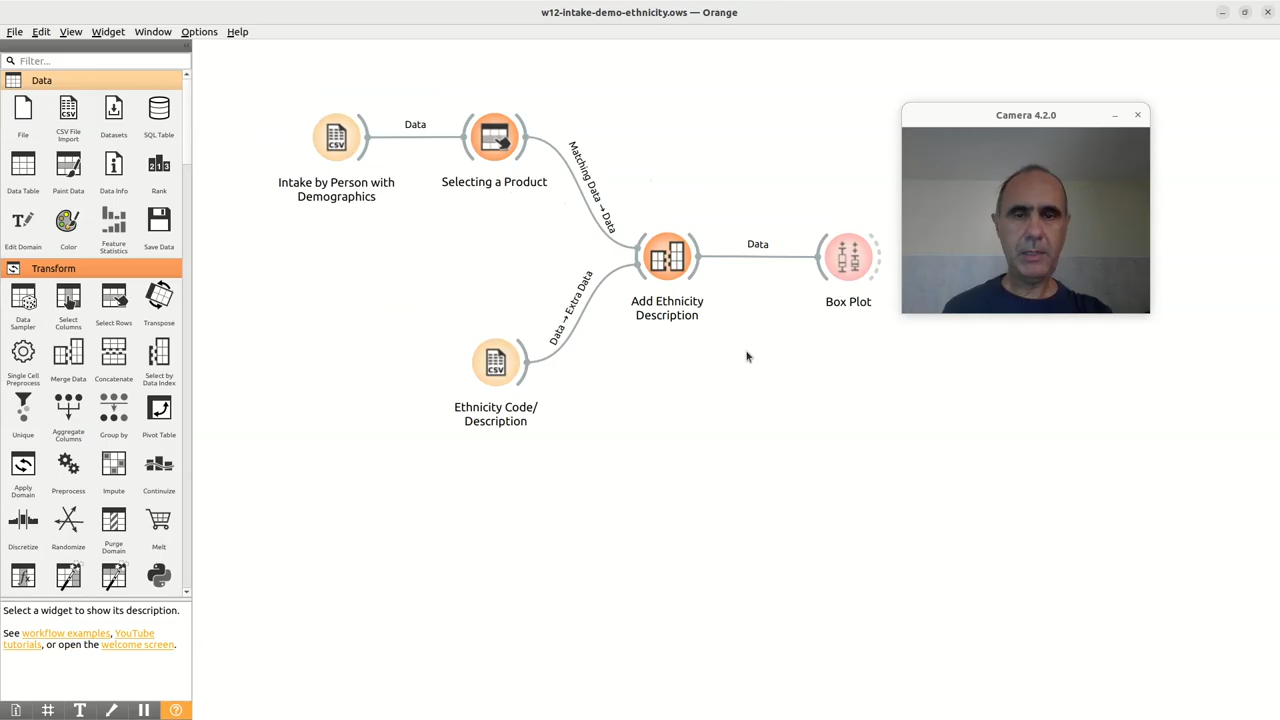 w12-intake-demo-ethnicity.ows — Orange
File Edit View Widget Window Options Help
Filter...
Data
File CSV File Import Datasets SQL Table
Data Table Paint Data Data Info Rank
Edit Domain Color Feature Statistics Save Data
Transform
Data Sampler Select Columns Select Rows Transpose
Single Cell Preprocess Merge Data Concatenate Select by Data Index
Unique Aggregate Columns Group by Pivot Table
Apply Domain Preprocess Impute Continuize
Discretize Randomize Purge Domain Melt
Select a widget to show its description.
See workflow examples, YouTube
tutorials, or open the welcome screen.
CSV
Intake by Person with
Demographics
Data
Selecting a Product
Matching Data → Data
CSV
Ethnicity Code/
Description
Data → Extra Data
Add Ethnicity
Description
Data
Box Plot
Camera 4.2.0